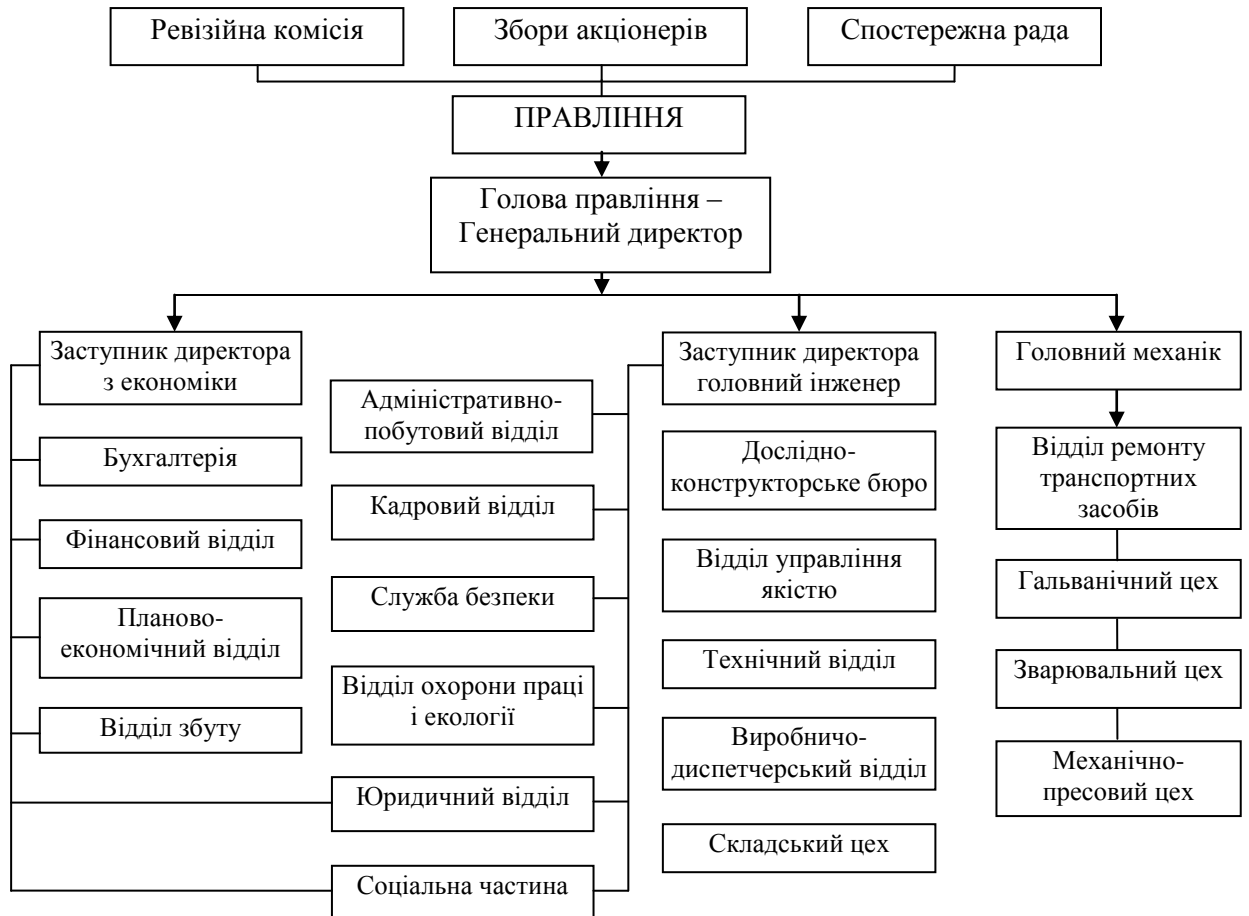 Ревізійна комісія
Збори акціонерів
Спостережна рада
ПРАВЛІННЯ
Голова правління –
Генеральний директор
Заступник директора
з економіки
Бухгалтерія
Фінансовий відділ
Планово-
економічний відділ
Відділ збуту
Адміністративно-
побутовий відділ
Кадровий відділ
Служба безпеки
Відділ охорони праці
і екології
Юридичний відділ
Соціальна частина
Заступник директора
головний інженер
Дослідно-
конструкторське бюро
Відділ управління
якістю
Технічний відділ
Виробничо-
диспетчерський відділ
Складський цех
Головний механік
Відділ ремонту
транспортних
засобів
Гальванічний цех
Зварювальний цех
Механічно-
пресовий цех